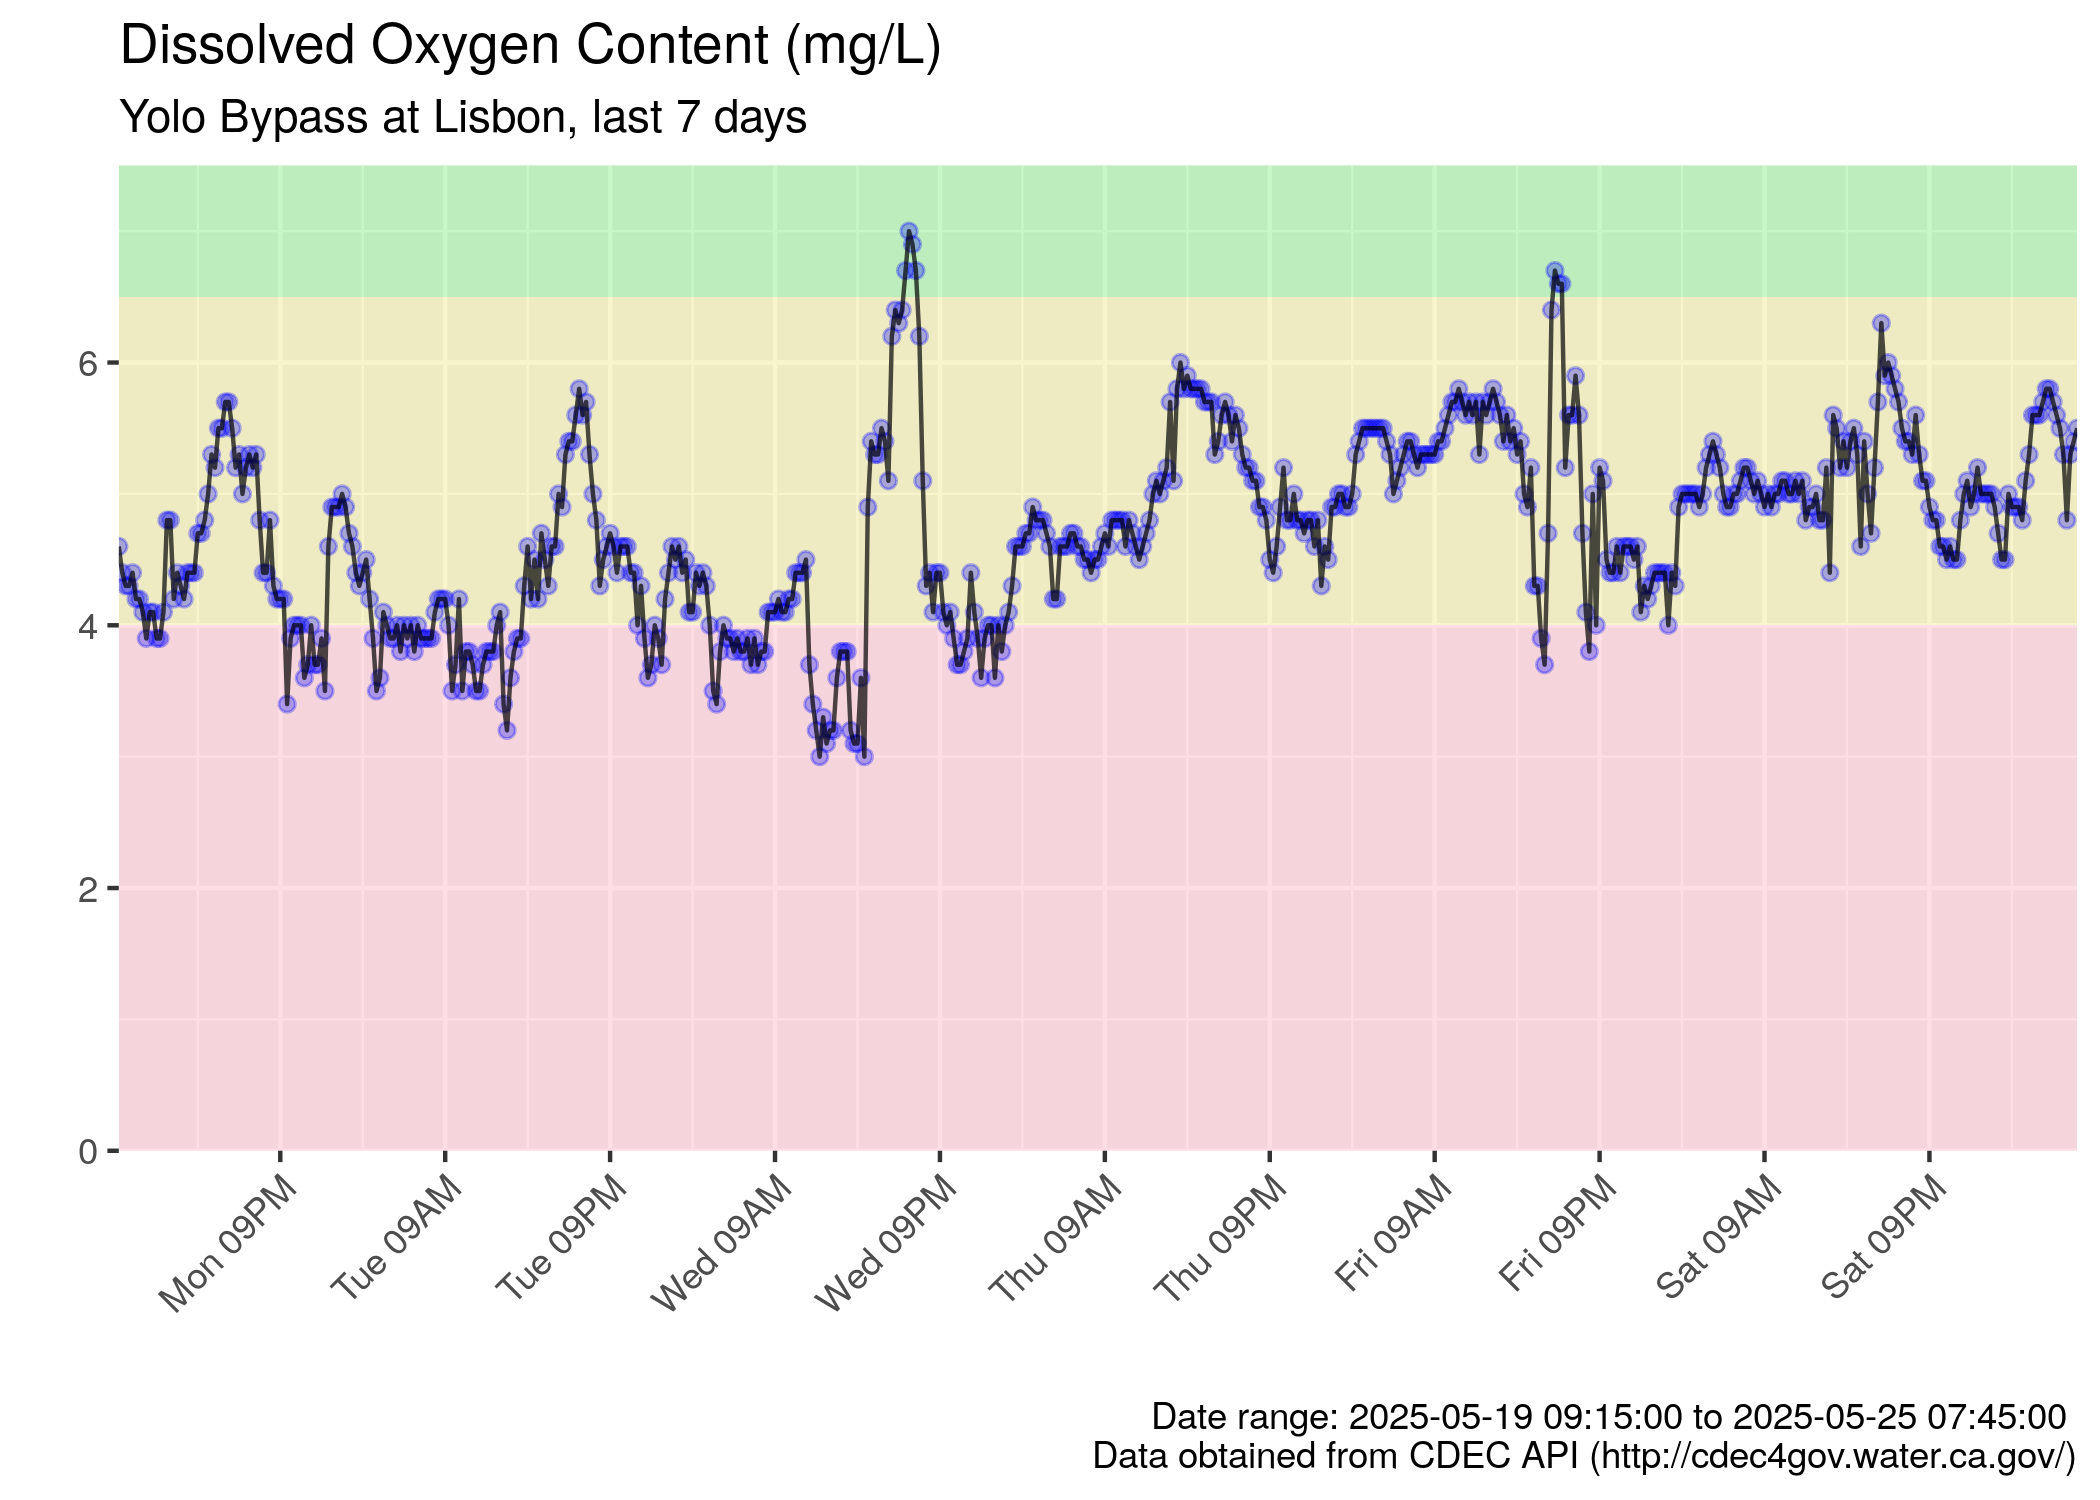 Dissolved Oxygen Content (mg/L)
Yolo Bypass at Lisbon, last 7 days
6
4
2
0
Mon 09PM
Tue 09AM
Tue 09PM
Wed 09AM
Wed 09PM
Thu 09AM
Thu 09PM
Fri 09AM
Fri 09PM
Sat 09AM
Sat 09PM
Date range: 2025-05-19 09:15:00 to 2025-05-25 07:45:00
Data obtained from CDEC API (http://cdec4gov.water.ca.gov/)